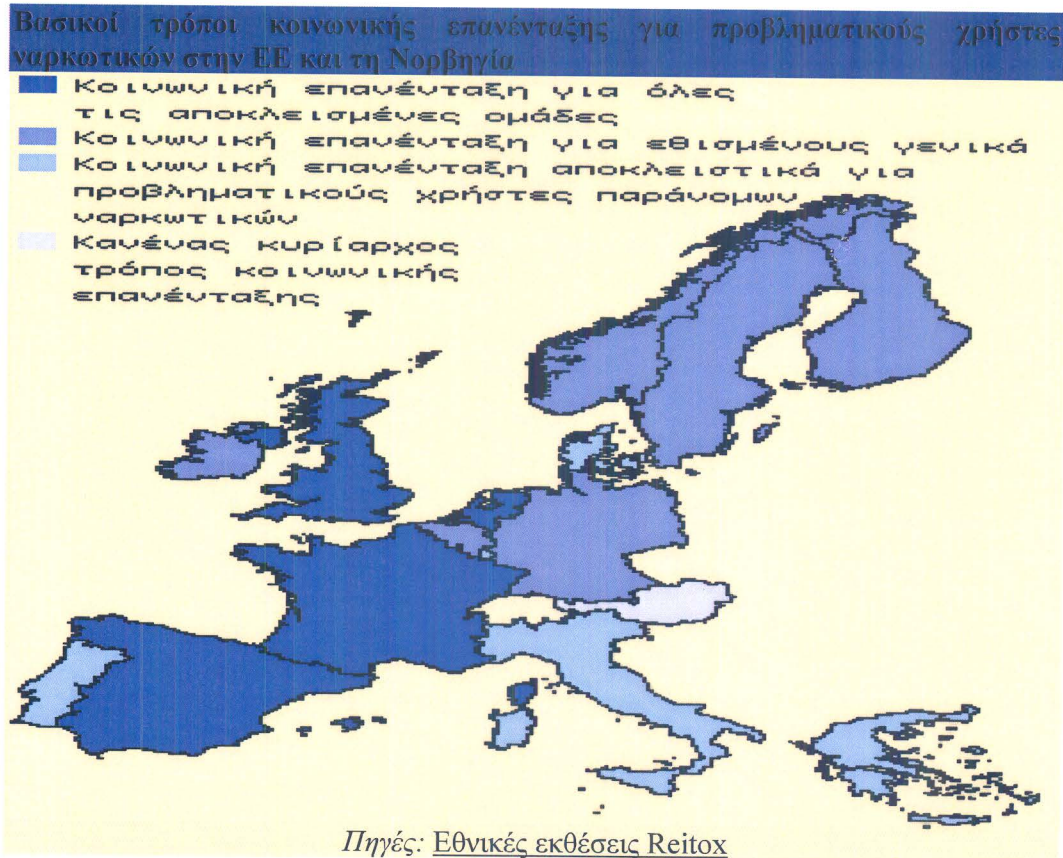 Βασικοί τρόποι κοινωνικής επανένταξης για προβληματικούς χρήστες
ναρκωτικών στην ΕΕ και τη Νορβηγία
Κοινωνική επανένταξη για όλες
τις αποκλεισμένες ομάδες
Κοινωνική επανένταξη για εθισμένους γενικά
Κοινωνική επανένταξη αποκλειστικά για
προβληματικούς χρήστες παράνομων
ναρκωτικών
Κανένας κυρίαρχος
τρόπος κοινωνικής
επανένταξης
Πηγές: Εθνικές εκθέσεις Reitox